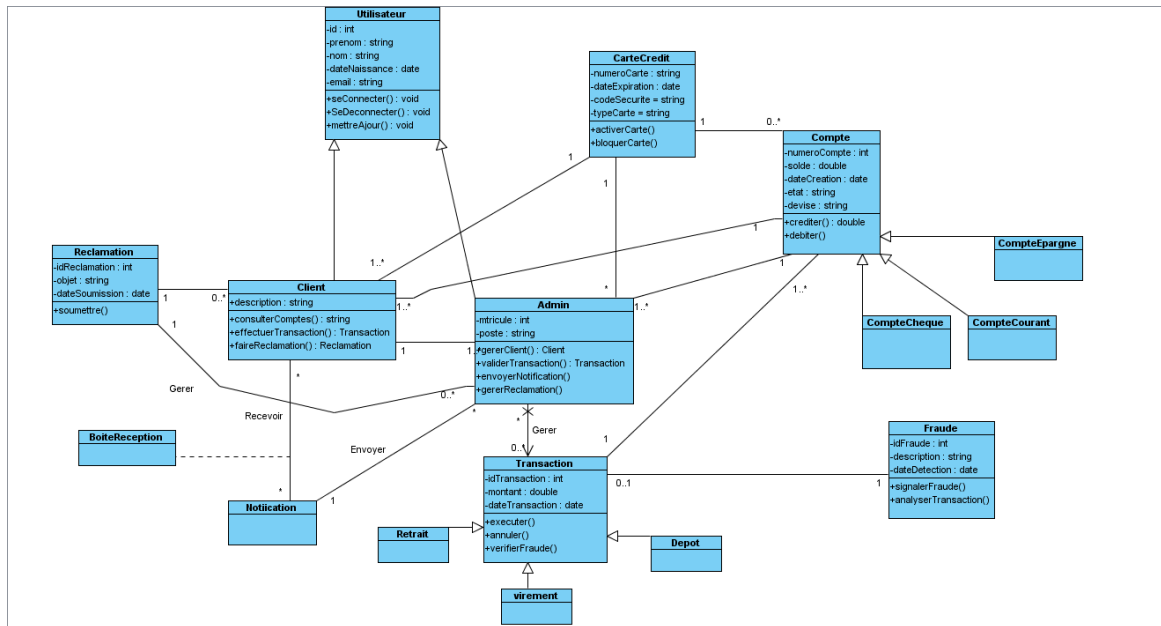 Utilisateur
-id : int
-prenom : string
-nom : string
-dateNaissance : date
-email : string
+seConnecter() : void
+SeDeconnecter() : void
+mettreAjour() : void
CarteCredit
-numeroCarte : string
-dateExpiration : date
-codeSecurite = string
-typeCarte = string
+activerCarte()
+bloquerCarte()
1
0..*
Compte
-numeroCompte : int
-solde : double
-dateCreation : date
-etat : string
-devise : string
+crediter() : double
+debiter()
1
1
1
1
CompteEpargne
Reclamation
-idReclamation : int
-objet : string
-dateSoumission : date
+soumettre()
1
0..*
1
1..*
Client
+description : string
+consulterComptes() : string
+effectuerTransaction() : Transaction
+faireReclamation() : Reclamation
1..*
*
1..*
1..*
Admin
-mtricule : int
-poste : string
+gererClient() : Client
+validerTransaction() : Transaction
+envoyerNotification()
+gererReclamation()
1
1..*
CompteCheque
CompteCourant
Gerer
0..*
*
*
*
Recevoir
Gerer
BoiteReception
Envoyer
0..*
1
Fraude
-idFraude : int
-description : string
-dateDetection : date
+signalerFraude()
+analyserTransaction()
Transaction
-idTransaction : int
-montant : double
-dateTransaction : date
+executer()
+annuler()
+verifierFraude()
0..1
1
*
1
Notiication
Retrait
Depot
virement